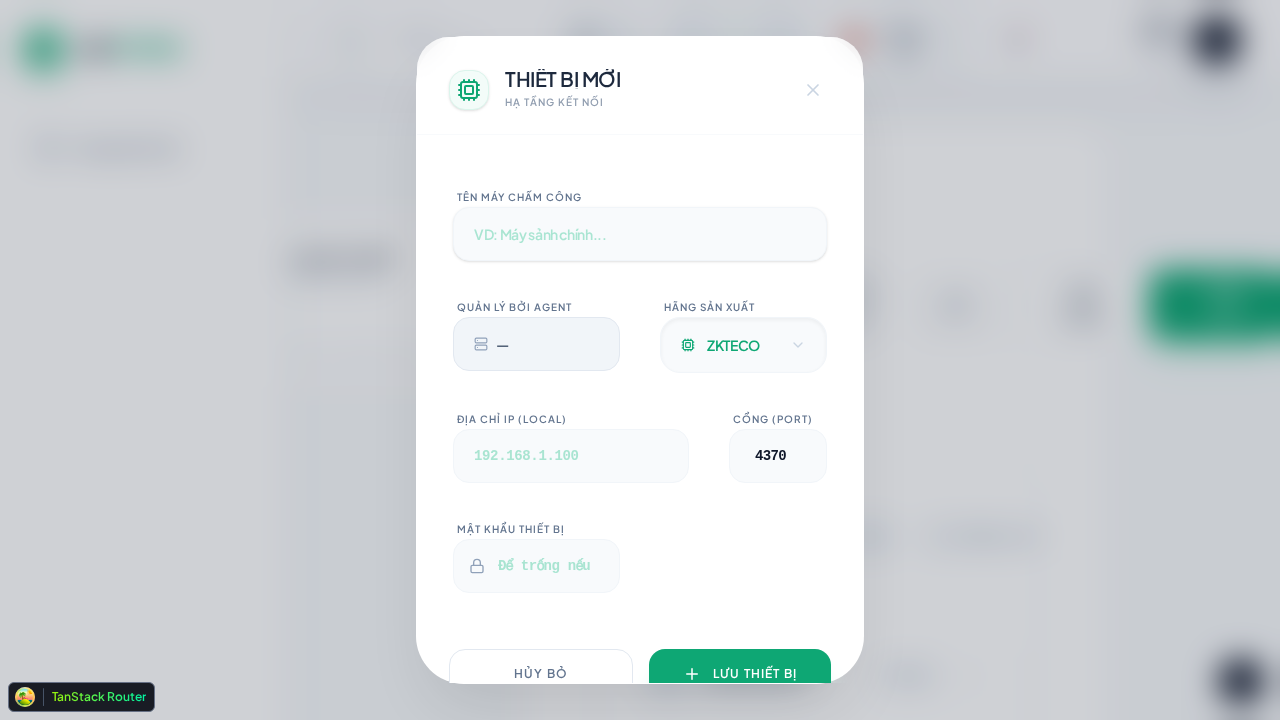 THIẾT BỊ MỚI
HẠ TẦNG KẾT NỐI
TÊN MÁY CHẤM CÔNG
VD: Máy sảnh chính...
QUẢN LÝ BỞI AGENT
HÃNG SẢN XUẤT
—
ZKTECO
ĐỊA CHỈ IP (LOCAL)
CỔNG (PORT)
192.168.1.100
4370
MẬT KHẨU THIẾT BỊ
Để trống nếu
HỦY BỎ
LƯU THIẾT BỊ
TanStack Router